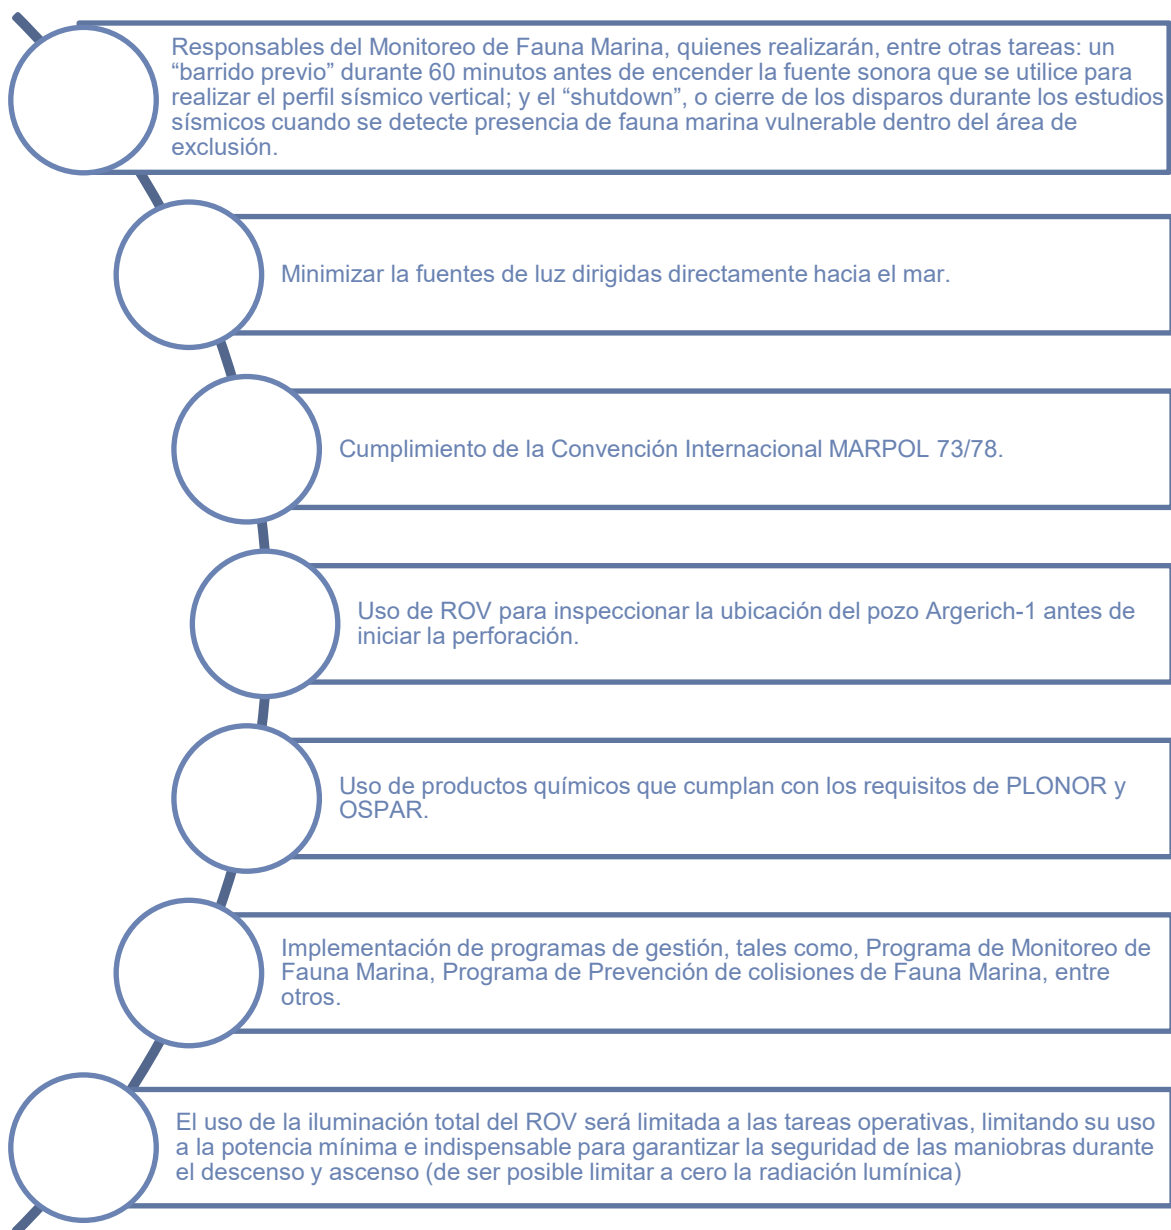 Responsables del Monitoreo de Fauna Marina, quienes realizarán, entre otras tareas: un
“barrido previo” durante 60 minutos antes de encender la fuente sonora que se utilice para
realizar el perfil sísmico vertical; y el “shutdown”, o cierre de los disparos durante los estudios
sísmicos cuando se detecte presencia de fauna marina vulnerable dentro del área de
exclusión.
Minimizar la fuentes de luz dirigidas directamente hacia el mar.
Cumplimiento de la Convención Internacional MARPOL 73/78.
Uso de ROV para inspeccionar la ubicación del pozo Argerich-1 antes de
iniciar la perforación.
Uso de productos químicos que cumplan con los requisitos de PLONOR y
OSPAR.
Implementación de programas de gestión, tales como, Programa de Monitoreo de
Fauna Marina, Programa de Prevención de colisiones de Fauna Marina, entre
otros.
El uso de la iluminación total del ROV será limitada a las tareas operativas, limitando su uso
a la potencia mínima e indispensable para garantizar la seguridad de las maniobras durante
el descenso y ascenso (de ser posible limitar a cero la radiación lumínica)